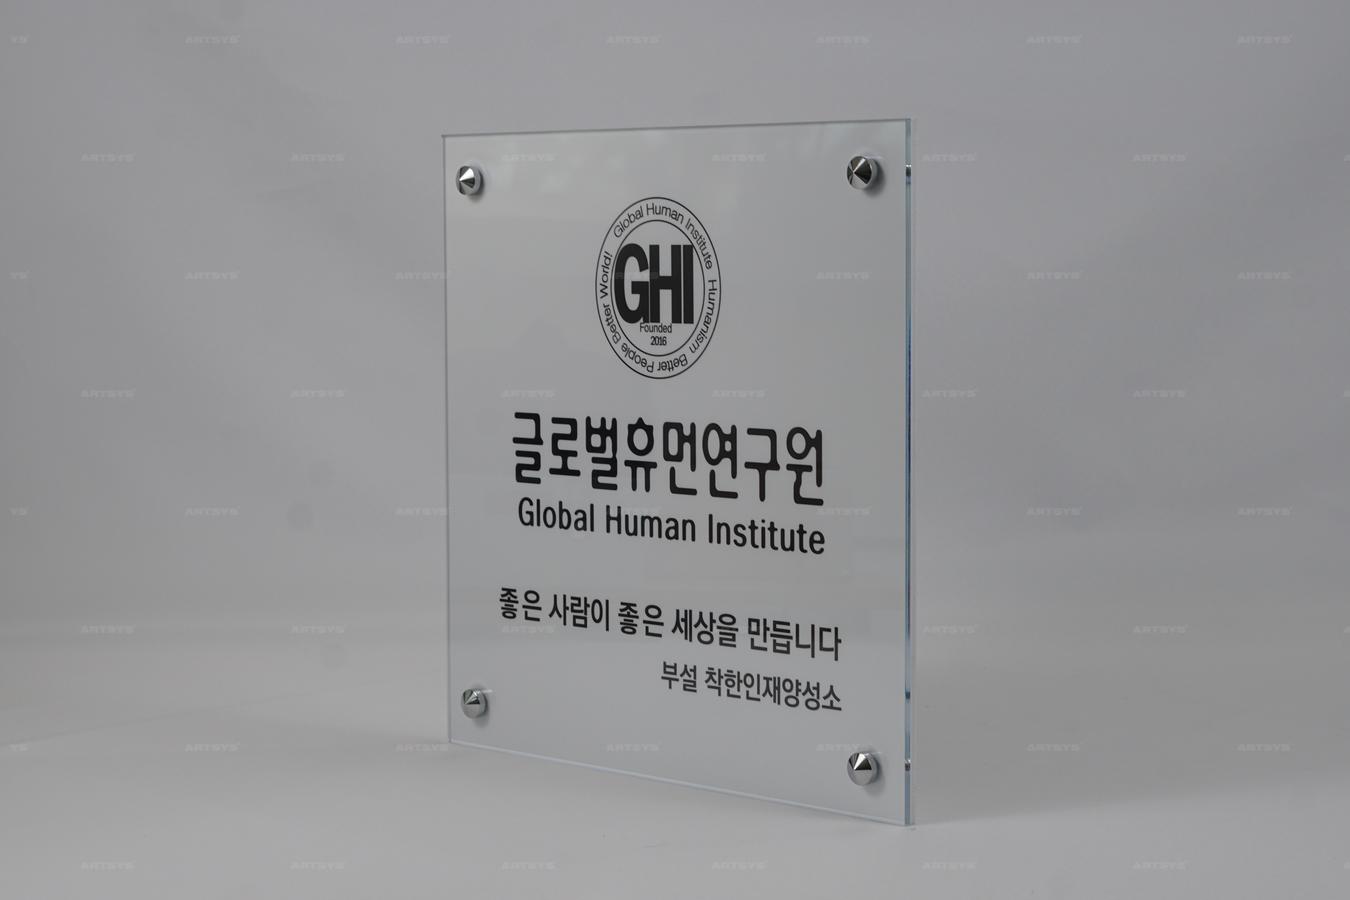 Global Human Institute Humanism Better People Better World!
GHI
Founded
2016
글로벌휴먼연구원
Global Human Institute
좋은 사람이 좋은 세상을 만듭니다
부설 착한인재양성소
ARTSYS